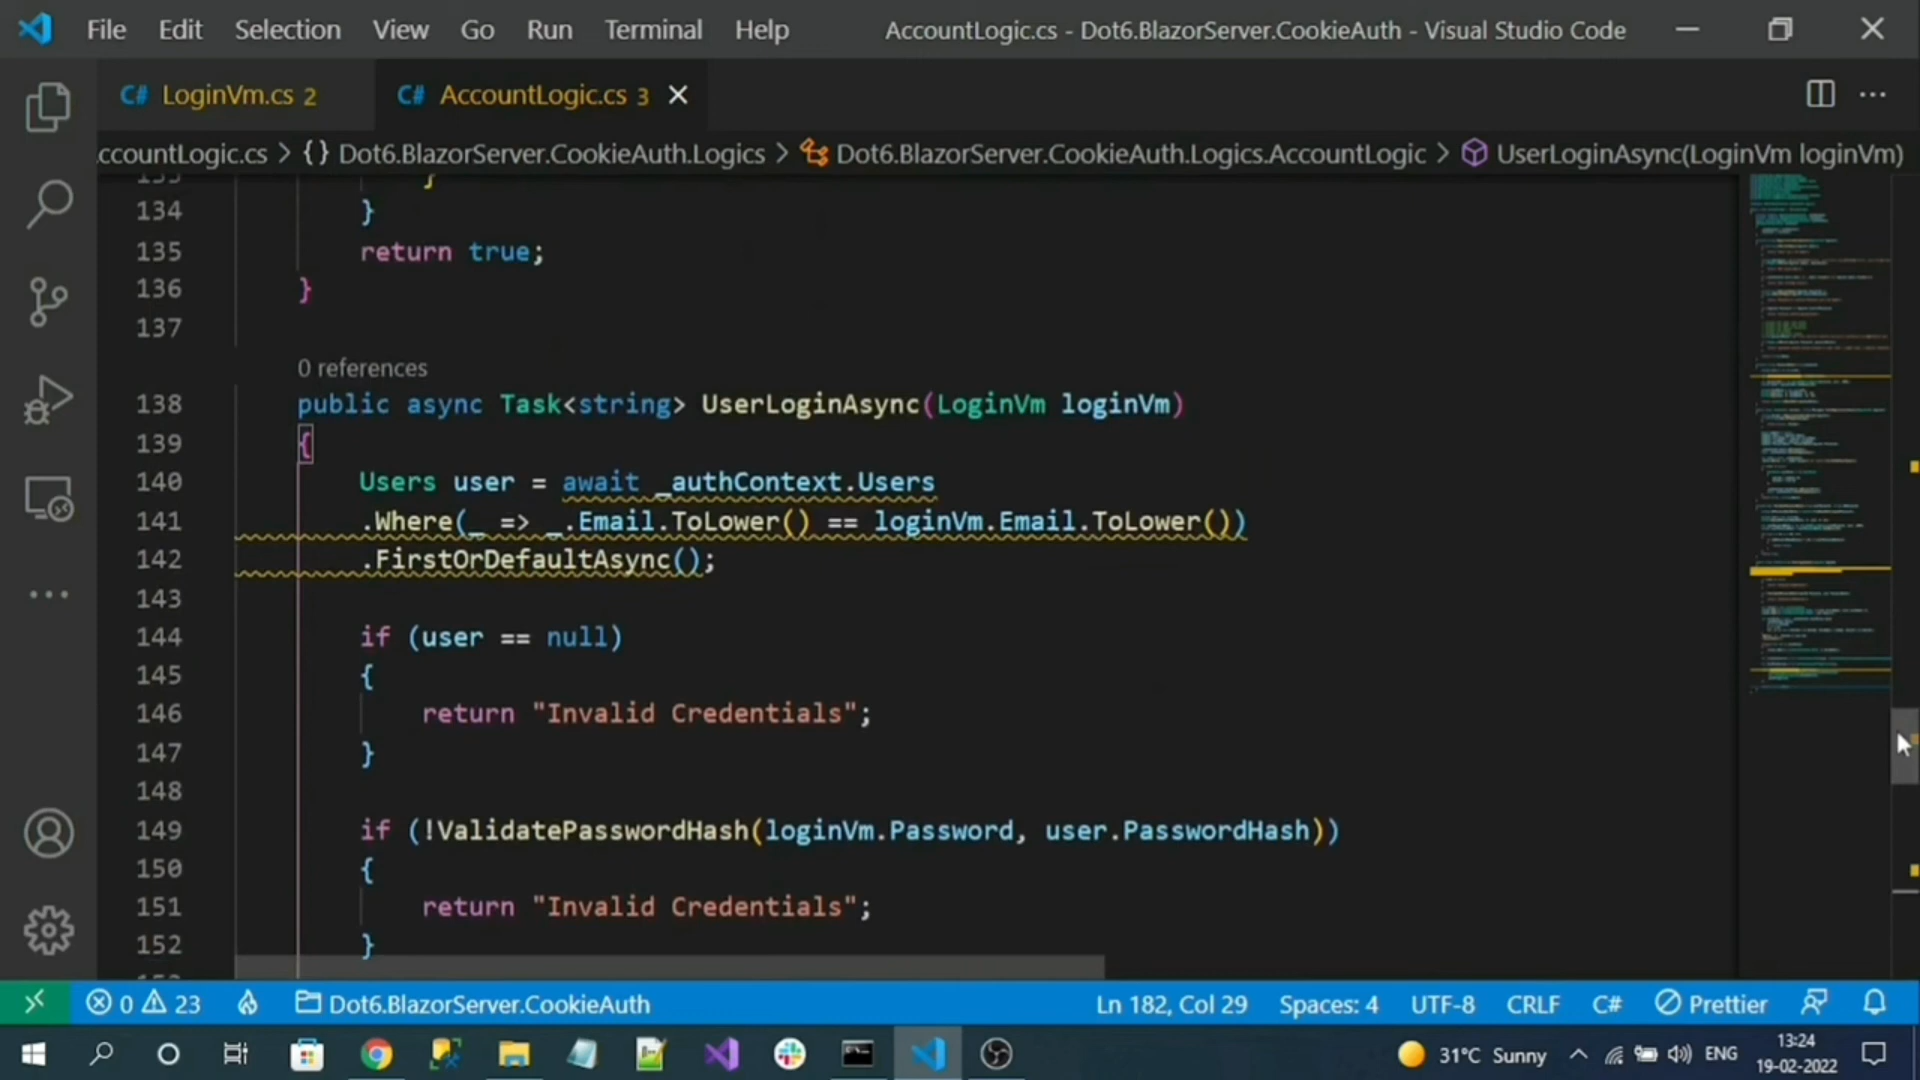 File Edit Selection View Go Run Terminal Help AccountLogic.cs - Dot6.BlazorServer.CookieAuth - Visual Studio Code
C# LoginVm.cs 2 C# AccountLogic.cs 3
ccountLogic.cs > {} Dot6.BlazorServer.CookieAuth.Logics > Dot6.BlazorServer.CookieAuth.Logics.AccountLogic > UserLoginAsync(LoginVm loginVm)
133 }
134 }
135 return true;
136 }
137
0 references
138 public async Task<string> UserLoginAsync(LoginVm loginVm)
139 {
140 Users user = await _authContext.Users
141 .Where(_ => _.Email.ToLower() == loginVm.Email.ToLower())
142 .FirstOrDefaultAsync();
143
144 if (user == null)
145 {
146 return "Invalid Credentials";
147 }
148
149 if (!ValidatePasswordHash(loginVm.Password, user.PasswordHash))
150 {
151 return "Invalid Credentials";
152 }
0 23 Dot6.BlazorServer.CookieAuth Ln 182, Col 29 Spaces: 4 UTF-8 CRLF C# Prettier
31°C Sunny ENG 13:24
19-02-2022